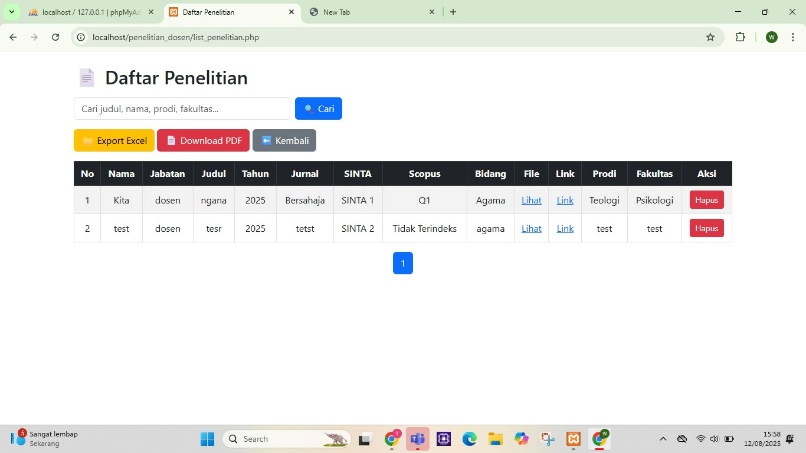 localhost / 127.0.0.1 | phpMyAd
Daftar Penelitian
New Tab
localhost/penelitian_dosen/list_penelitian.php
W
Daftar Penelitian
Cari judul, nama, prodi, fakultas...
Cari
Export Excel
Download PDF
Kembali
No Nama Jabatan Judul Tahun Jurnal SINTA Scopus Bidang File Link Prodi Fakultas Aksi
1 Kita dosen ngana 2025 Bersahaja SINTA 1 Q1 Agama Lihat Link Teologi Psikologi Hapus
2 test dosen tesr 2025 tetst SINTA 2 Tidak Terindeks agama Lihat Link test test Hapus
1
Sangat lembap
Sekarang
Search
15:58
12/08/2025